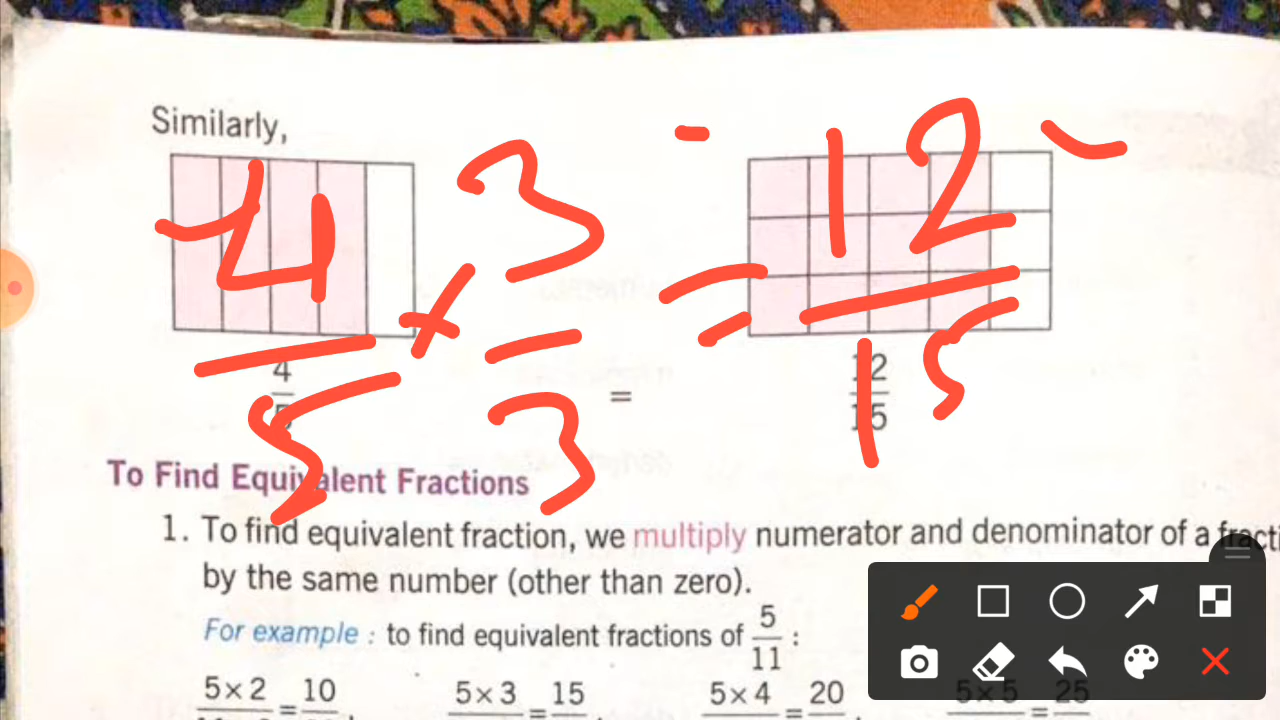 Similarly,
4/5 × 3/3 = 12/15
4/5 = 12/15
To Find Equivalent Fractions
1. To find equivalent fraction, we multiply numerator and denominator of a fracti
by the same number (other than zero).
For example : to find equivalent fractions of 5/11 :
5×2 = 10 5×3 = 15 5×4 = 20 5×5 = 25